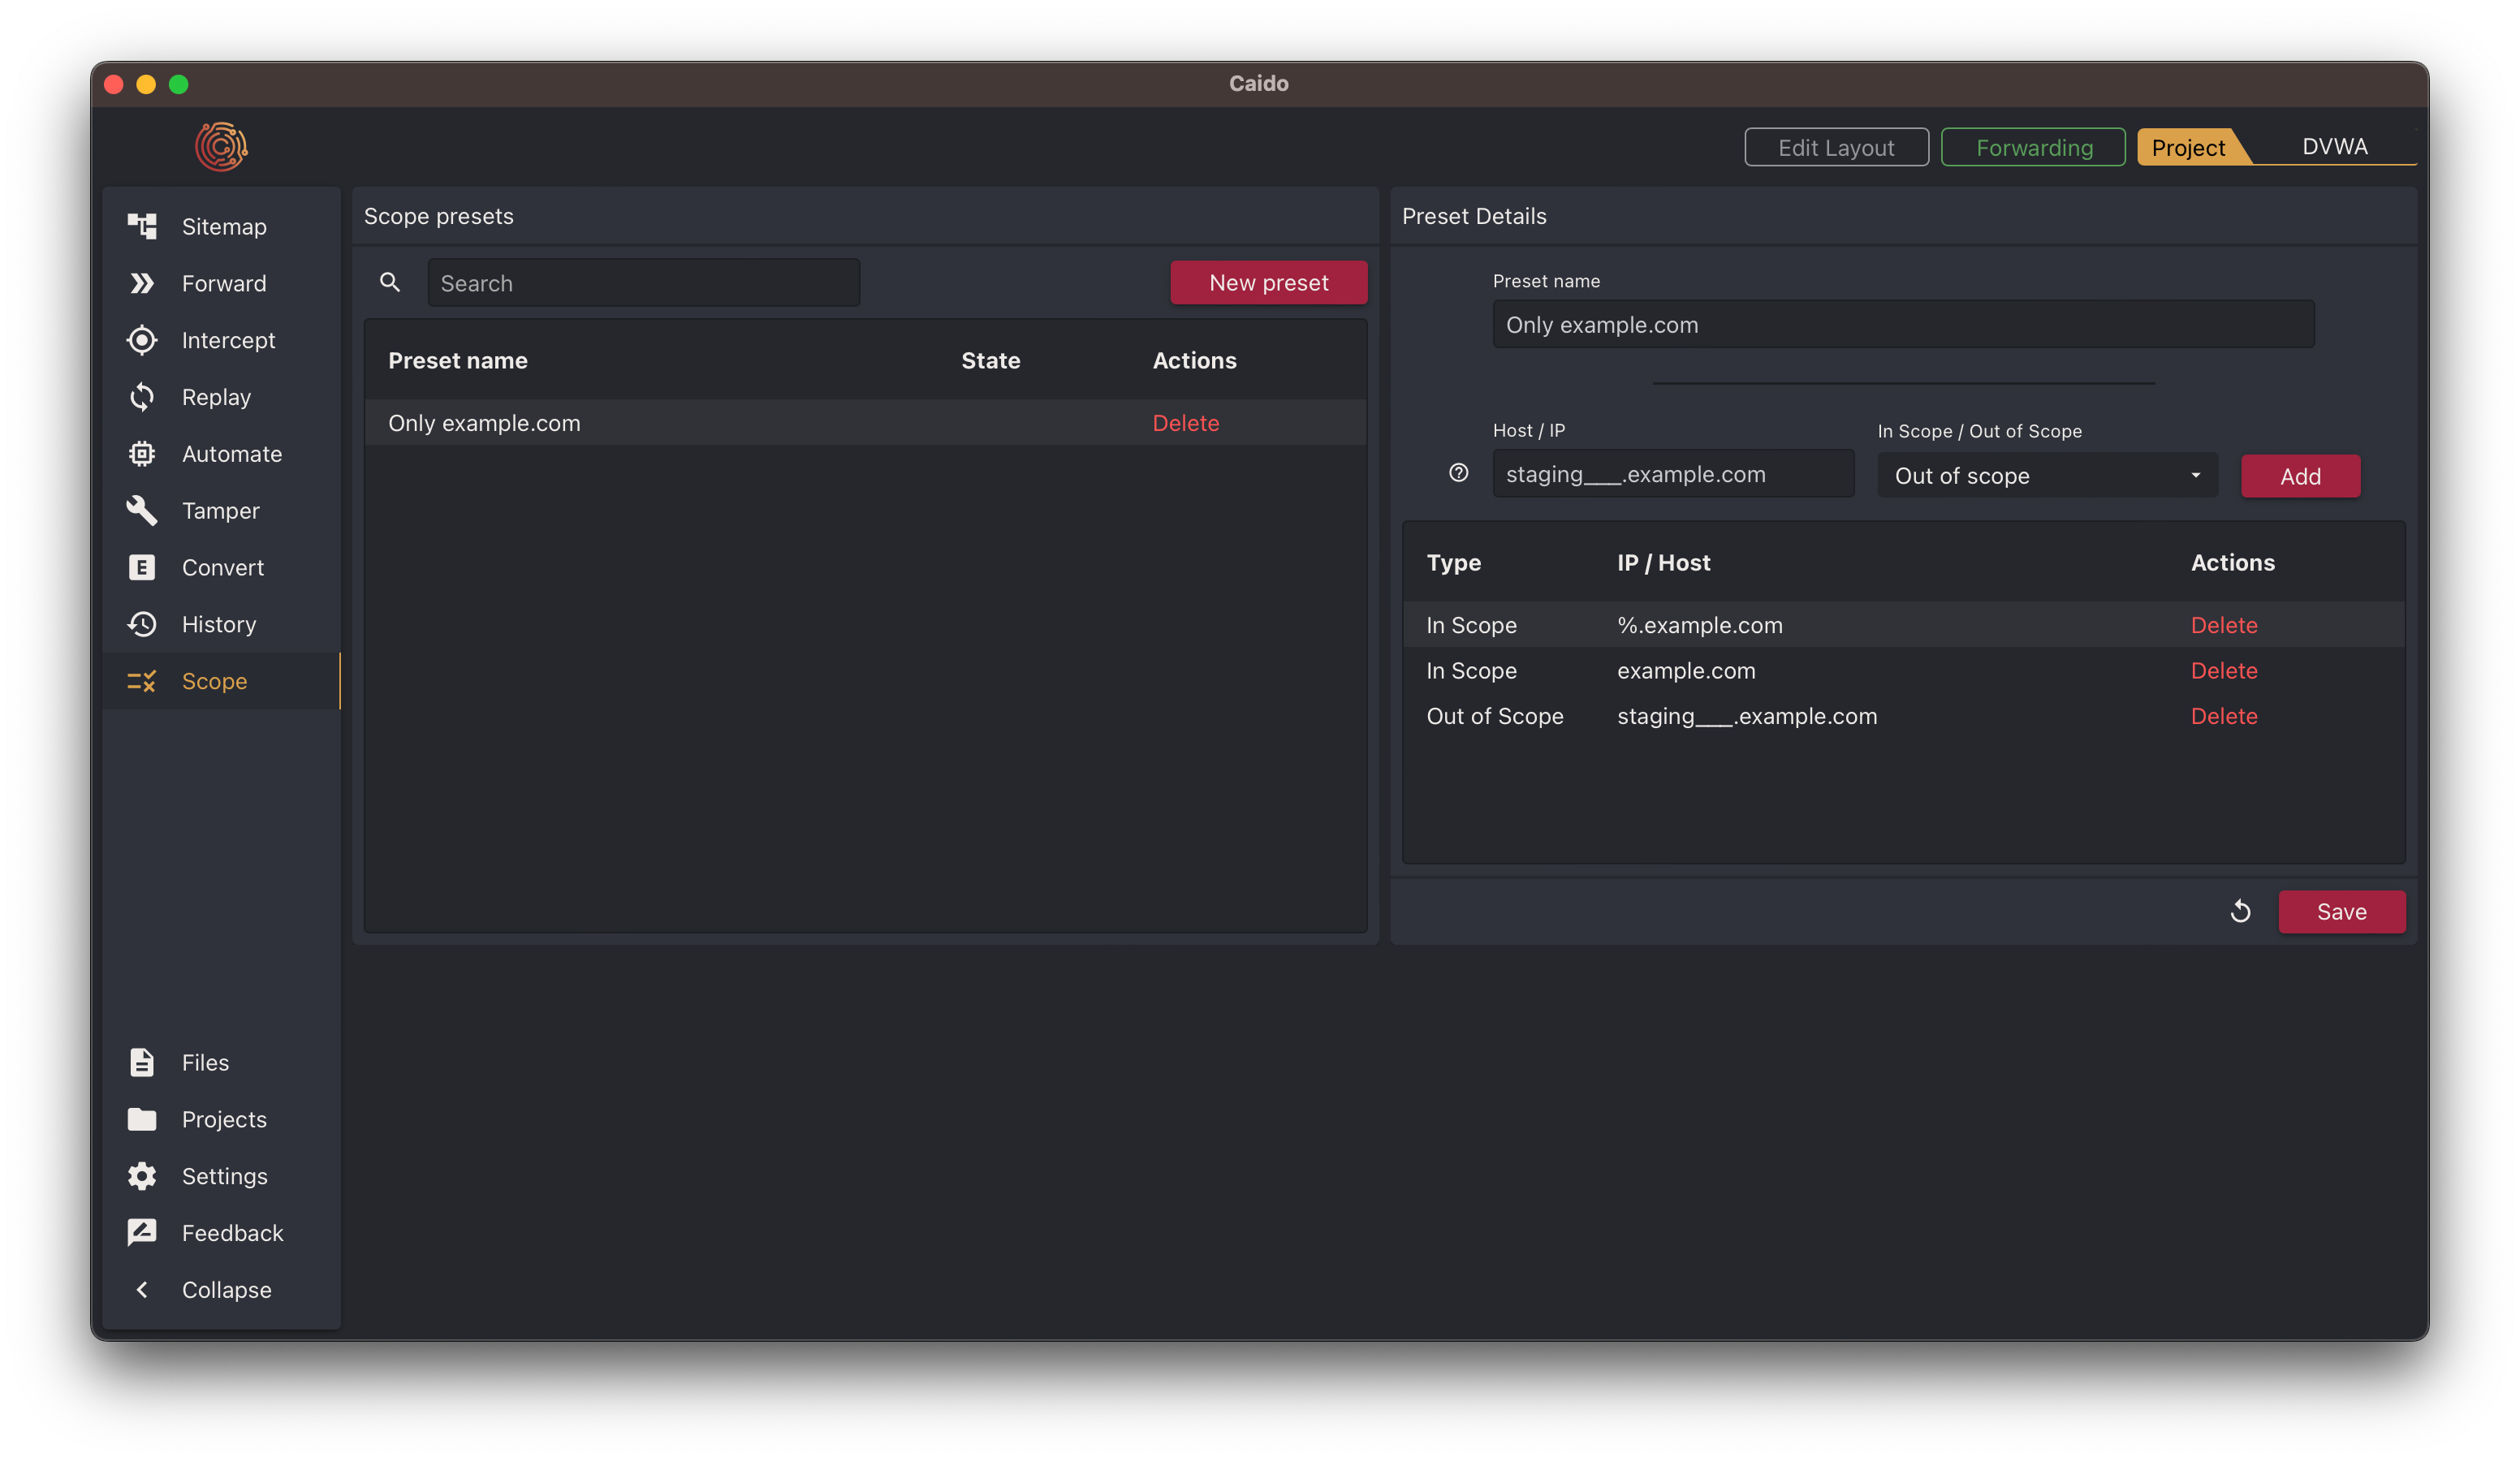 Caido
Edit Layout
Forwarding
Project
DVWA
Sitemap
Forward
Intercept
Replay
Automate
Tamper
E Convert
History
Scope
Files
Projects
Settings
Feedback
Collapse
Scope presets
Search
New preset
Preset name State Actions
Only example.com Delete
Preset Details
Preset name
Only example.com
Host / IP In Scope / Out of Scope
staging___.example.com Out of scope Add
Type IP / Host Actions
In Scope %.example.com Delete
In Scope example.com Delete
Out of Scope staging___.example.com Delete
Save